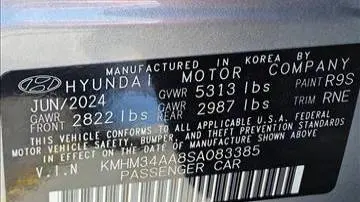 MANUFACTURED IN KOREA BY
HYUNDAI MOTOR COMPANY
JUN/2024 GVWR 5313 lbs PAINT R9S
GAWR FRONT 2822 lbs GAWR REAR 2987 lbs TRIM RNE
THIS VEHICLE CONFORMS TO ALL APPLICABLE U.S.A. FEDERAL
MOTOR VEHICLE SAFETY, BUMPER, AND THEFT PREVENTION STANDARDS
IN EFFECT ON THE DATE OF MANUFACTURE SHOWN ABOVE.
V.I.N KMHM34AA8SA083385
PASSENGER CAR